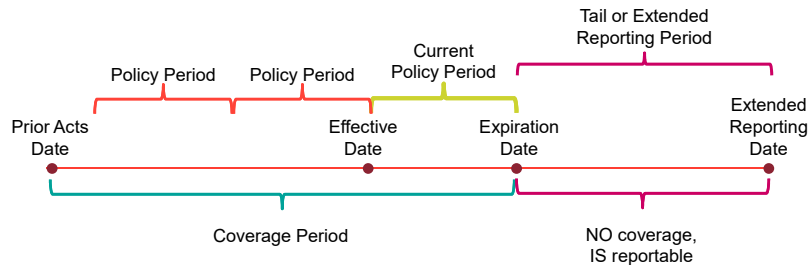 Tail or Extended
Reporting Period
Current
Policy Period
Policy Period
Policy Period
Prior Acts
Date
Effective
Date
Expiration
Date
Extended
Reporting
Date
Coverage Period
NO coverage,
IS reportable